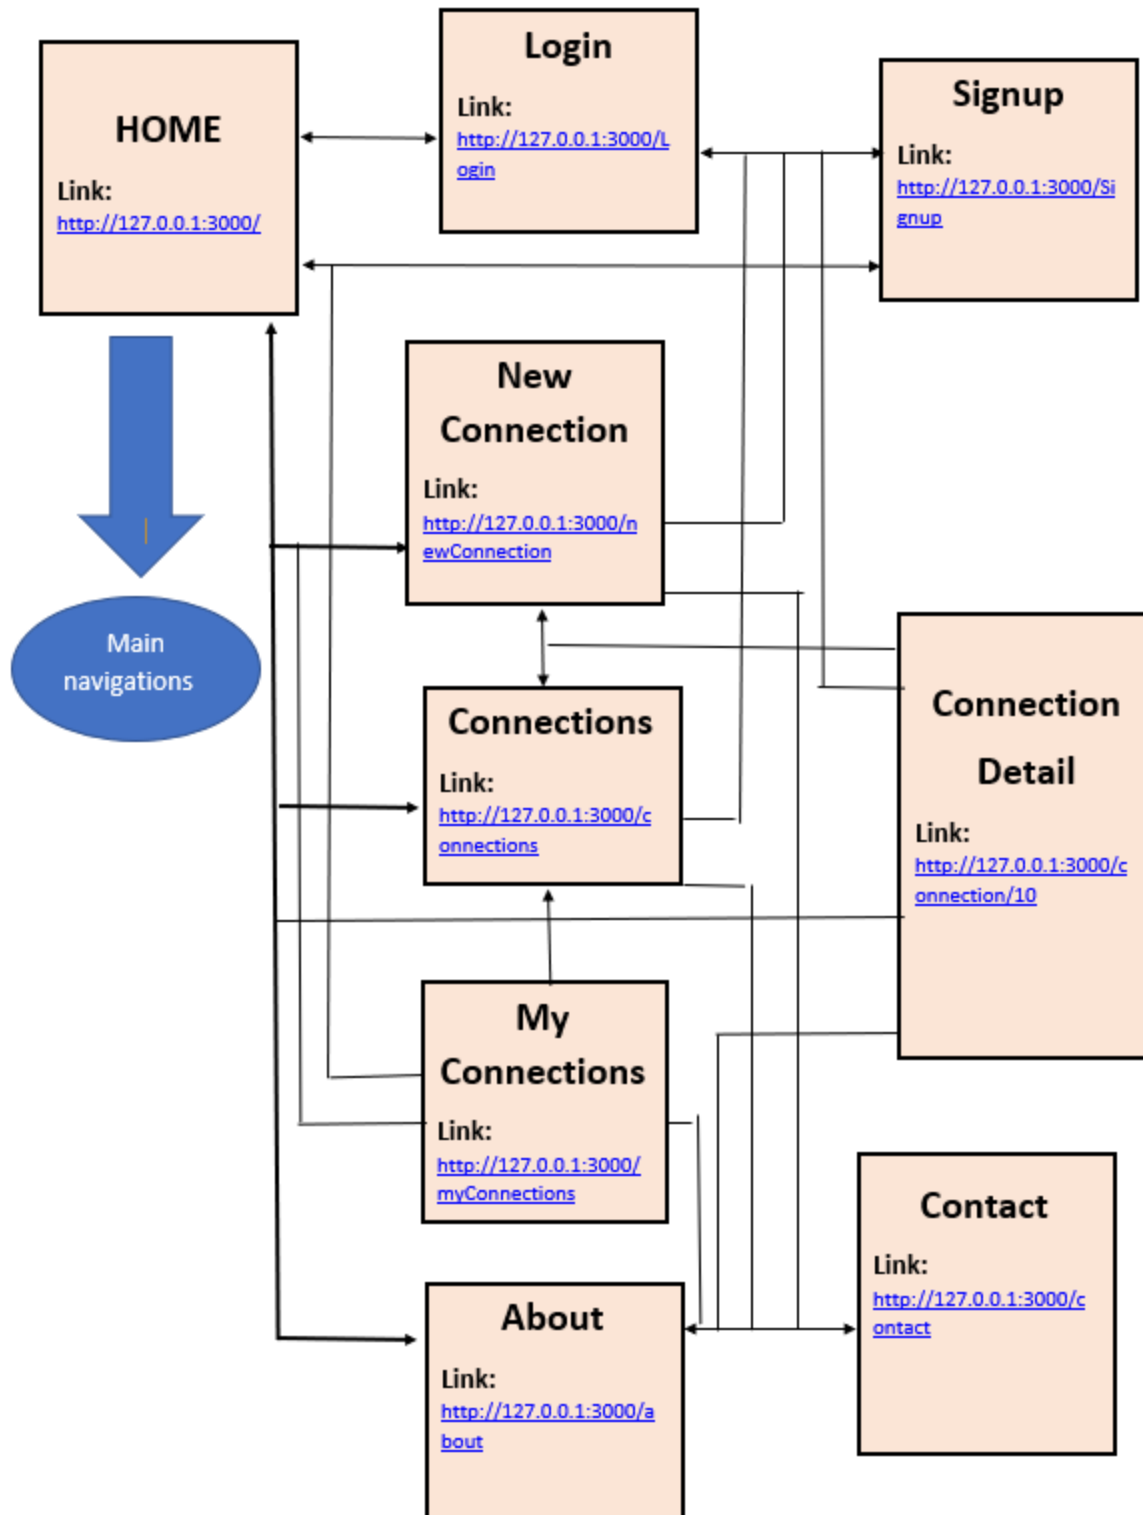 HOME
Link:
http://127.0.0.1:3000/
Login
Link:
http://127.0.0.1:3000/L
ogin
Signup
Link:
http://127.0.0.1:3000/Si
gnup
New
Connection
Link:
http://127.0.0.1:3000/n
ewConnection
Main
navigations
Connections
Link:
http://127.0.0.1:3000/c
onnections
Connection
Detail
Link:
http://127.0.0.1:3000/c
onnection/10
My
Connections
Link:
http://127.0.0.1:3000/
myConnections
Contact
Link:
http://127.0.0.1:3000/c
ontact
About
Link:
http://127.0.0.1:3000/a
bout